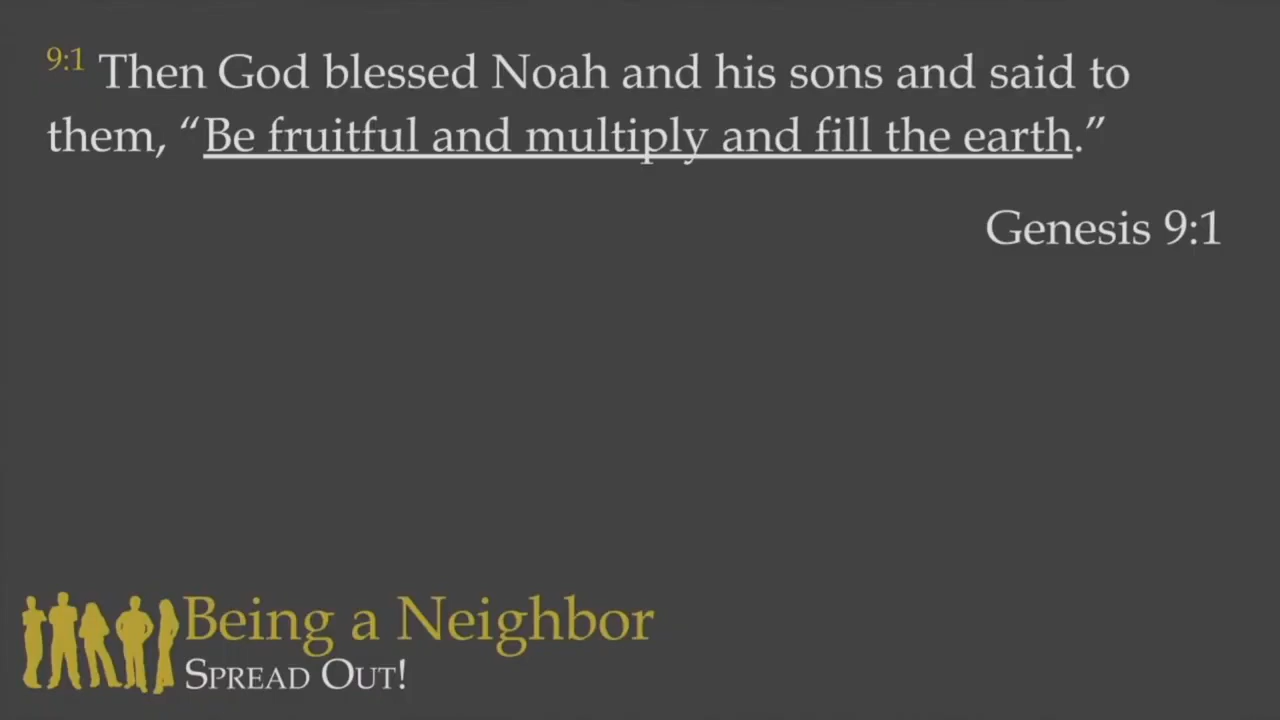 9:1 Then God blessed Noah and his sons and said to
them, “Be fruitful and multiply and fill the earth.”
Genesis 9:1
Being a Neighbor
SPREAD OUT!